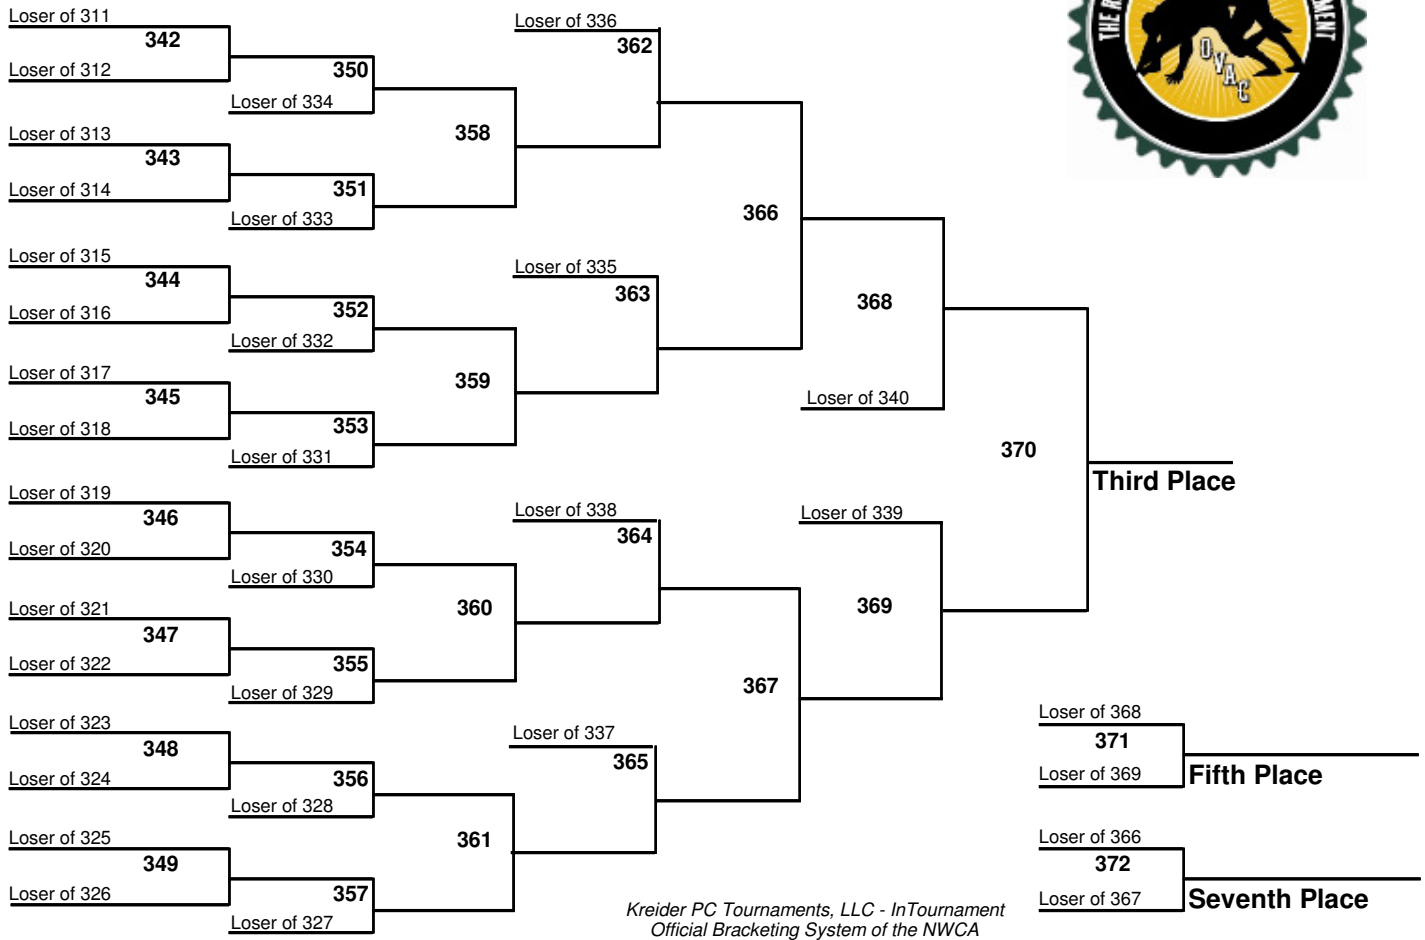 Loser of 311
342
Loser of 312
350
Loser of 334
358
Loser of 313
343
Loser of 314
351
Loser of 333
Loser of 336
362
366
Loser of 315
344
Loser of 316
352
Loser of 332
359
Loser of 317
345
Loser of 318
353
Loser of 331
Loser of 335
363
368
Loser of 340
370
Third Place
Loser of 319
346
Loser of 320
354
Loser of 330
360
Loser of 321
347
Loser of 322
355
Loser of 329
Loser of 338
364
367
Loser of 339
369
Loser of 323
348
Loser of 324
356
Loser of 328
361
Loser of 325
349
Loser of 326
357
Loser of 327
Loser of 337
365
Loser of 368
371
Loser of 369
Fifth Place
Loser of 366
372
Loser of 367
Seventh Place
Kreider PC Tournaments, LLC - InTournament
Official Bracketing System of the NWCA
THE
OVAC